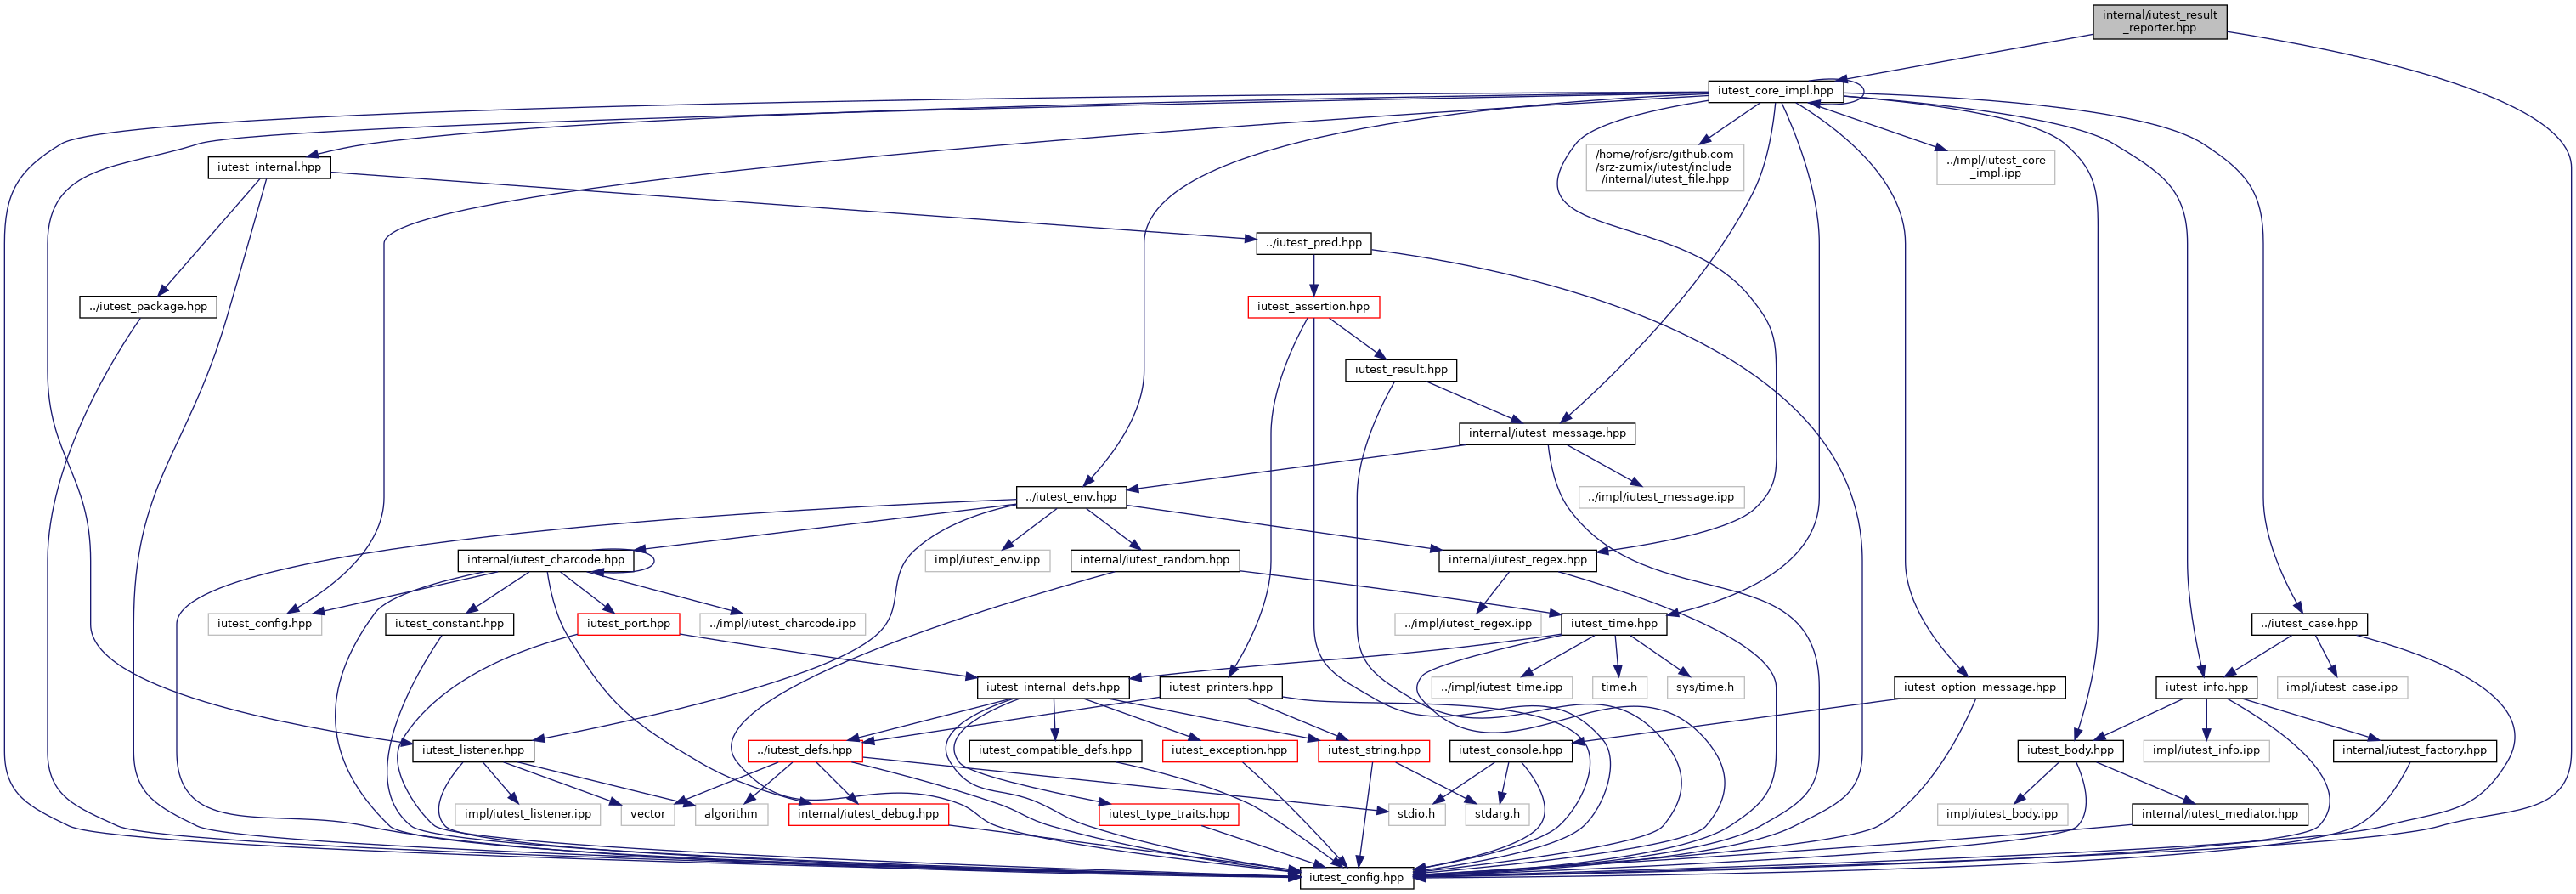 internal/iutest_result
_reporter.hpp
iutest_core_impl.hpp
iutest_internal.hpp
/home/rof/src/github.com
/srz-zumix/iutest/include
/internal/iutest_file.hpp
../impl/iutest_core
_impl.ipp
../iutest_pred.hpp
../iutest_package.hpp
iutest_assertion.hpp
iutest_result.hpp
internal/iutest_message.hpp
../iutest_env.hpp
../impl/iutest_message.ipp
internal/iutest_charcode.hpp
impl/iutest_env.ipp
internal/iutest_random.hpp
internal/iutest_regex.hpp
iutest_config.hpp
iutest_constant.hpp
iutest_port.hpp
../impl/iutest_charcode.ipp
../impl/iutest_regex.ipp
iutest_time.hpp
../iutest_case.hpp
iutest_internal_defs.hpp
iutest_printers.hpp
../impl/iutest_time.ipp
time.h
sys/time.h
iutest_option_message.hpp
iutest_info.hpp
impl/iutest_case.ipp
iutest_listener.hpp
../iutest_defs.hpp
iutest_compatible_defs.hpp
iutest_exception.hpp
iutest_string.hpp
iutest_console.hpp
iutest_body.hpp
impl/iutest_info.ipp
internal/iutest_factory.hpp
impl/iutest_listener.ipp
vector
algorithm
internal/iutest_debug.hpp
iutest_type_traits.hpp
stdio.h
stdarg.h
impl/iutest_body.ipp
internal/iutest_mediator.hpp
iutest_config.hpp